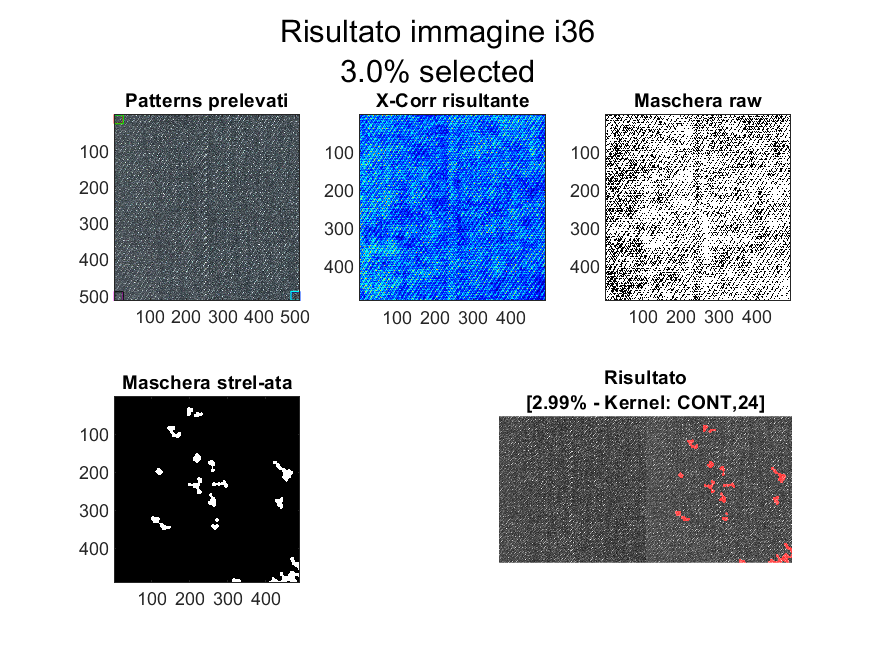 Risultato immagine i36
3.0% selected
Patterns prelevati
100
200
300
400
500
100 200 300 400 500
X-Corr risultante
100
200
300
400
100 200 300 400
Maschera raw
100
200
300
400
100 200 300 400
Maschera strel-ata
100
200
300
400
100 200 300 400
Risultato
[2.99% - Kernel: CONT,24]